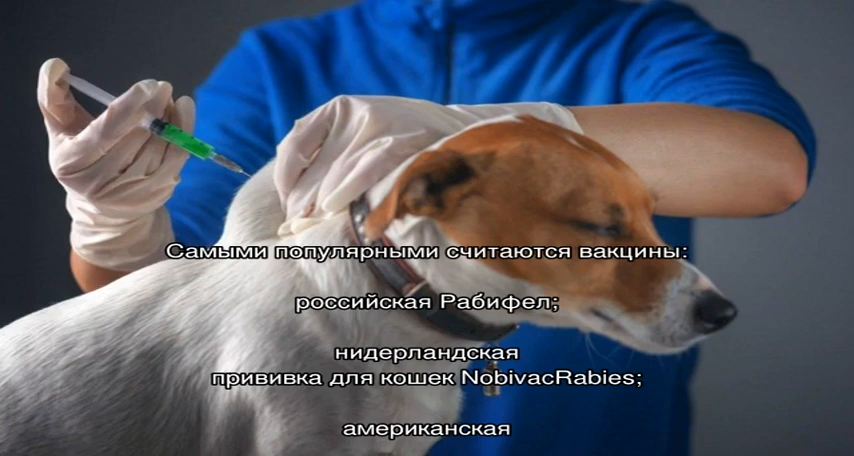 Самыми популярными считаются вакцины:
российская Рабифел;
нидерландская
прививка для кошек NobivacRabies;
американская